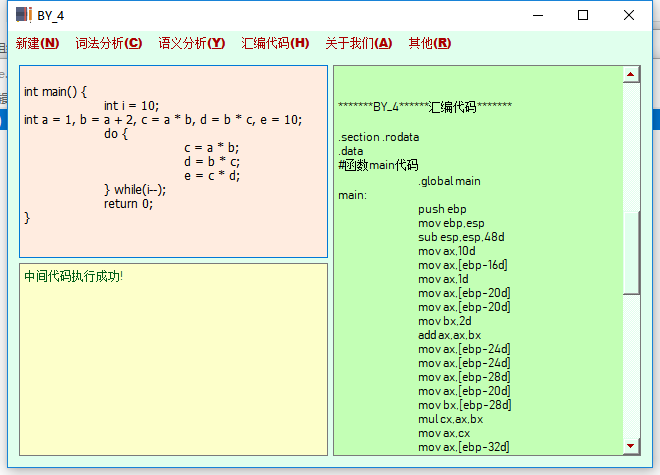 BY_4
新建(N) 词法分析(C) 语义分析(Y) 汇编代码(H) 关于我们(A) 其他(R)
int main() {
int i = 10;
int a = 1, b = a + 2, c = a * b, d = b * c, e = 10;
do {
c = a * b;
d = b * c;
e = c * d;
} while(i--);
return 0;
}
中间代码执行成功!
*******BY_4******汇编代码*******
.section .rodata
.data
#函数main代码
.global main
main:
push ebp
mov ebp,esp
sub esp,esp,48d
mov ax,10d
mov ax,[ebp-16d]
mov ax,1d
mov ax,[ebp-20d]
mov ax,[ebp-20d]
mov bx,2d
add ax,ax,bx
mov ax,[ebp-24d]
mov ax,[ebp-24d]
mov ax,[ebp-28d]
mov ax,[ebp-20d]
mov bx,[ebp-28d]
mul cx,ax,bx
mov ax,cx
mov ax,[ebp-32d]